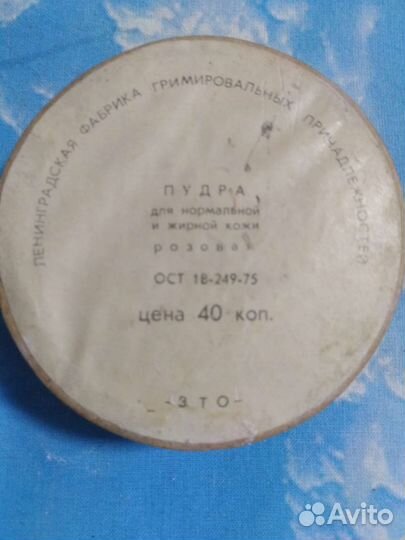 ЛЕНИНГРАДСКАЯ ФАБРИКА ГРИМИРОВАЛЬНЫХ ПРИНАДЛЕЖНОСТЕЙ
ПУДРА
для нормальной
и жирной кожи
розовая
ОСТ 18-249-75
цена 40 коп.
-ЗТО-
Avito